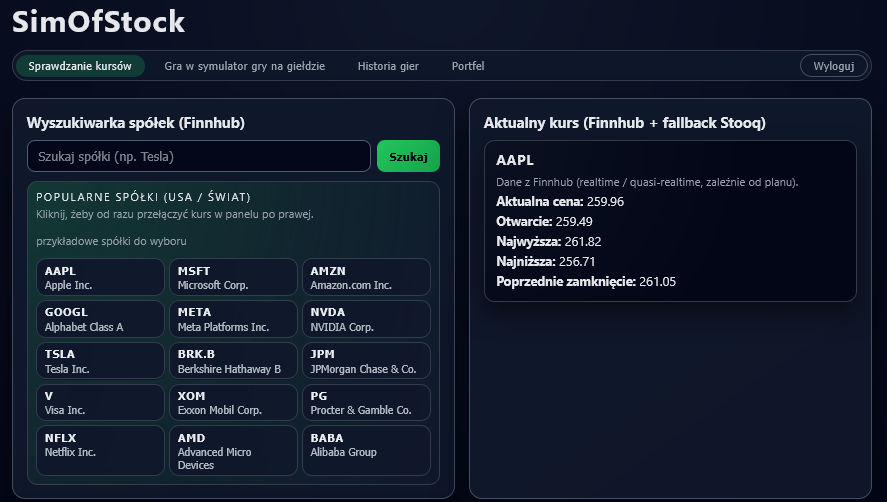 SimOfStock
Sprawdzanie kursów
Gra w symulator gry na giełdzie
Historia gier
Portfel
Wyloguj
Wyszukiwarka spółek (Finnhub)
Szukaj spółki (np. Tesla)
Szukaj
POPULARNE SPÓŁKI (USA / ŚWIAT)
Kliknij, żeby od razu przełączyć kurs w panelu po prawej.
przykładowe spółki do wyboru
AAPL
Apple Inc.
MSFT
Microsoft Corp.
AMZN
Amazon.com Inc.
GOOGL
Alphabet Class A
META
Meta Platforms Inc.
NVDA
NVIDIA Corp.
TSLA
Tesla Inc.
BRK.B
Berkshire Hathaway B
JPM
JPMorgan Chase & Co.
V
Visa Inc.
XOM
Exxon Mobil Corp.
PG
Procter & Gamble Co.
NFLX
Netflix Inc.
AMD
Advanced Micro
Devices
BABA
Alibaba Group
Aktualny kurs (Finnhub + fallback Stooq)
AAPL
Dane z Finnhub (realtime / quasi-realtime, zależnie od planu).
Aktualna cena: 259.96
Otwarcie: 259.49
Najwyższa: 261.82
Najniższa: 256.71
Poprzednie zamknięcie: 261.05